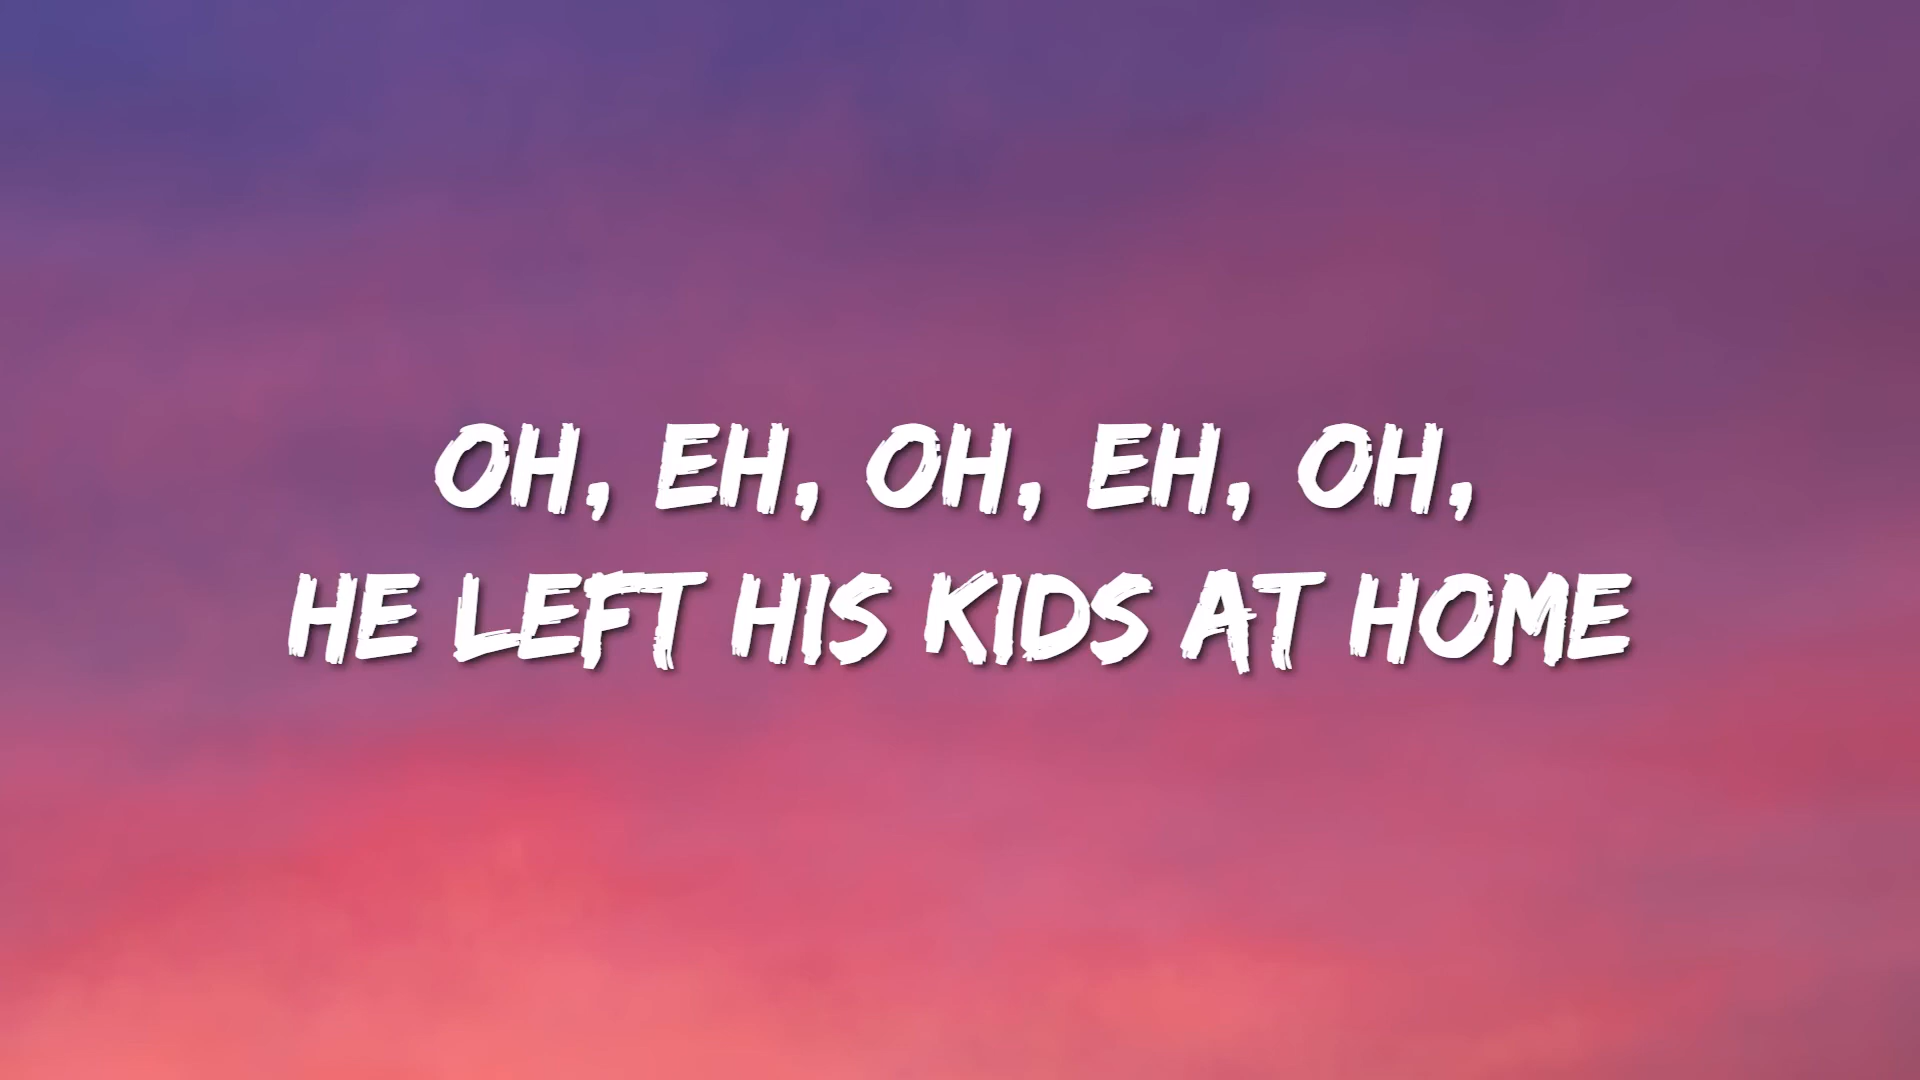 OH, EH, OH, EH, OH,
HE LEFT HIS KIDS AT HOME